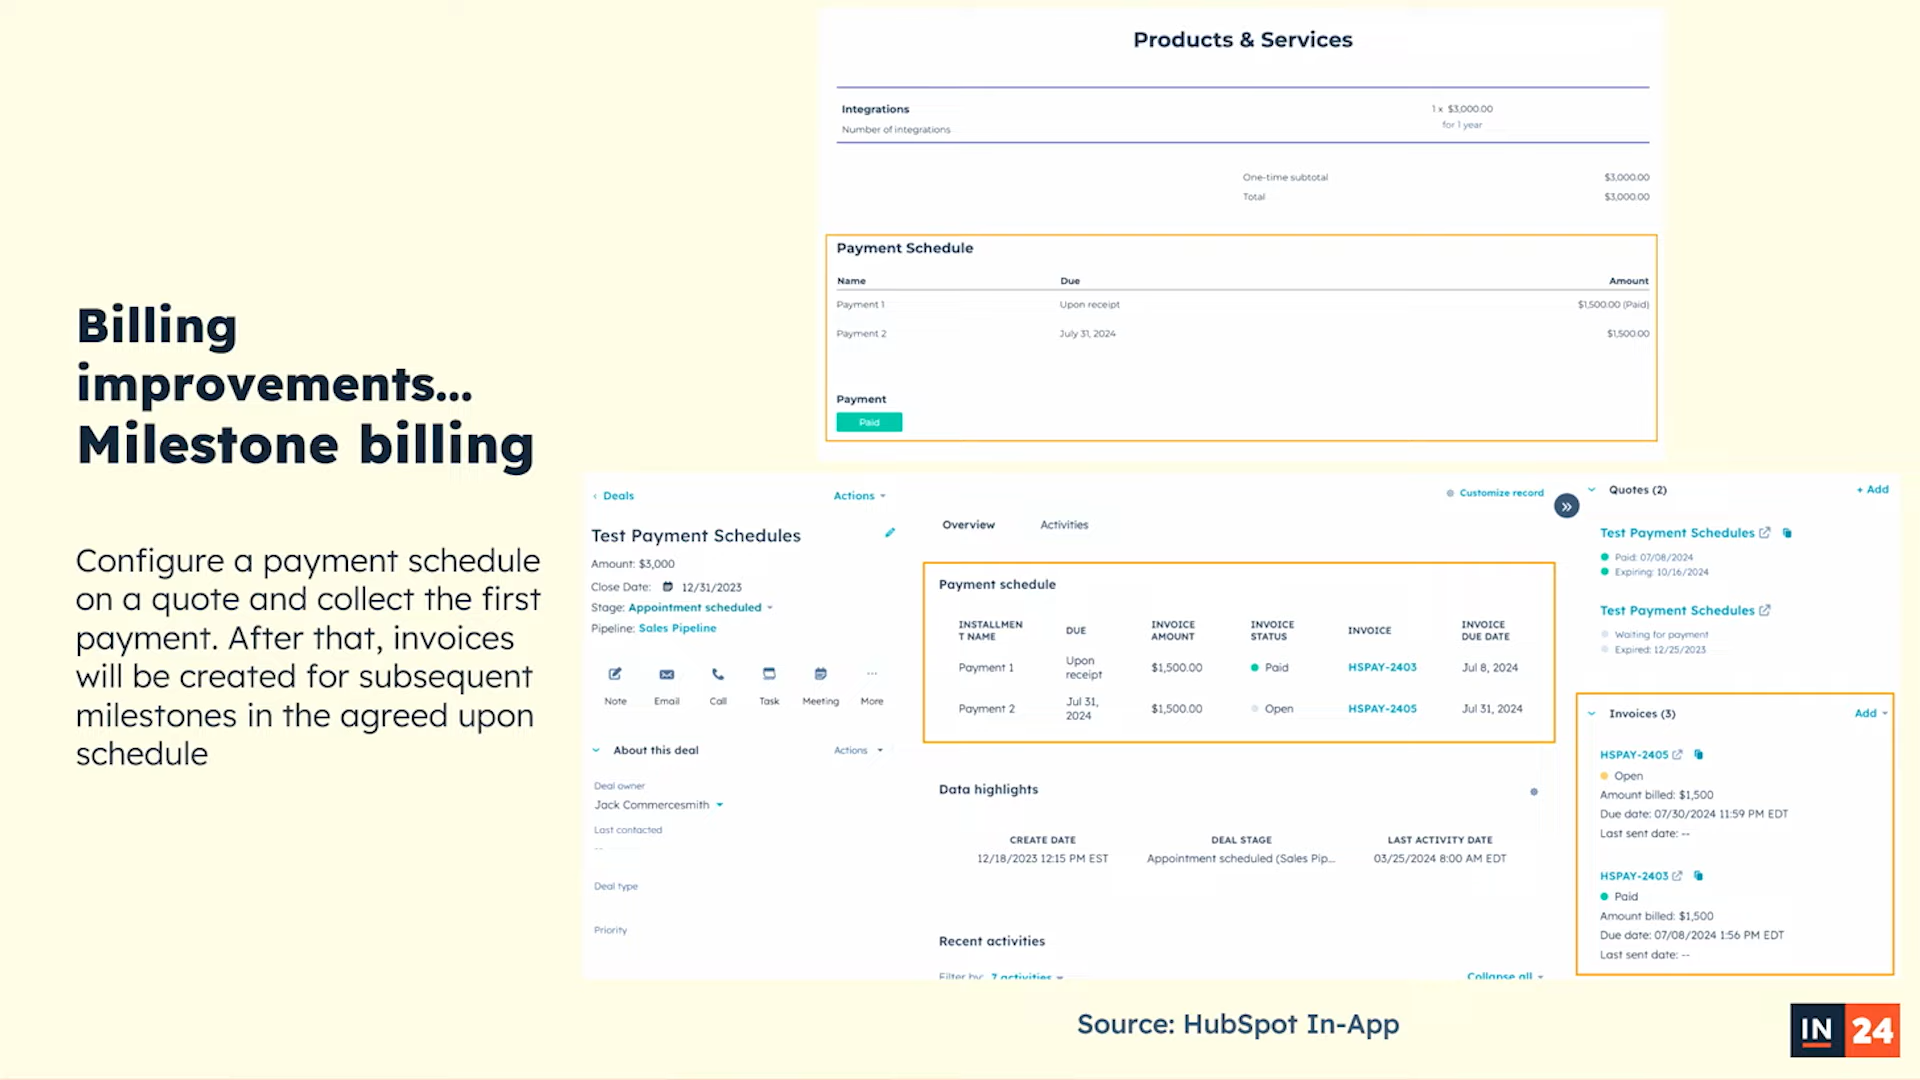 Billing
improvements...
Milestone billing
Configure a payment schedule
on a quote and collect the first
payment. After that, invoices
will be created for subsequent
milestones in the agreed upon
schedule
Products & Services
Integrations 1 x $3,000.00
Number of integrations for 1 year
One-time subtotal $3,000.00
Total $3,000.00
Payment Schedule
Name Due Amount
Payment 1 Upon receipt $1,500.00 (Paid)
Payment 2 July 31, 2024 $1,500.00
Payment
Paid
‹ Deals Actions
Test Payment Schedules
Amount: $3,000
Close Date: 12/31/2023
Stage: Appointment scheduled
Pipeline: Sales Pipeline
Note Email Call Task Meeting More
About this deal Actions
Deal owner
Jack Commercesmith
Last contacted
--
Deal type
Priority
Customize record
Overview Activities
Payment schedule
INSTALLMEN
T NAME DUE INVOICE
AMOUNT INVOICE
STATUS INVOICE INVOICE
DUE DATE
Payment 1 Upon
receipt $1,500.00 Paid HSPAY-2403 Jul 8, 2024
Payment 2 Jul 31,
2024 $1,500.00 Open HSPAY-2405 Jul 31, 2024
Data highlights
CREATE DATE DEAL STAGE LAST ACTIVITY DATE
12/18/2023 12:15 PM EST Appointment scheduled (Sales Pip... 03/25/2024 8:00 AM EDT
Recent activities
Filter by: 7 activities Collapse all
»
Quotes (2) + Add
Test Payment Schedules
Paid: 07/08/2024
Expiring: 10/16/2024
Test Payment Schedules
Waiting for payment
Expired: 12/25/2023
Invoices (3) Add
HSPAY-2405
Open
Amount billed: $1,500
Due date: 07/30/2024 11:59 PM EDT
Last sent date: --
HSPAY-2403
Paid
Amount billed: $1,500
Due date: 07/08/2024 1:56 PM EDT
Last sent date: --
Source: HubSpot In-App
IN 24